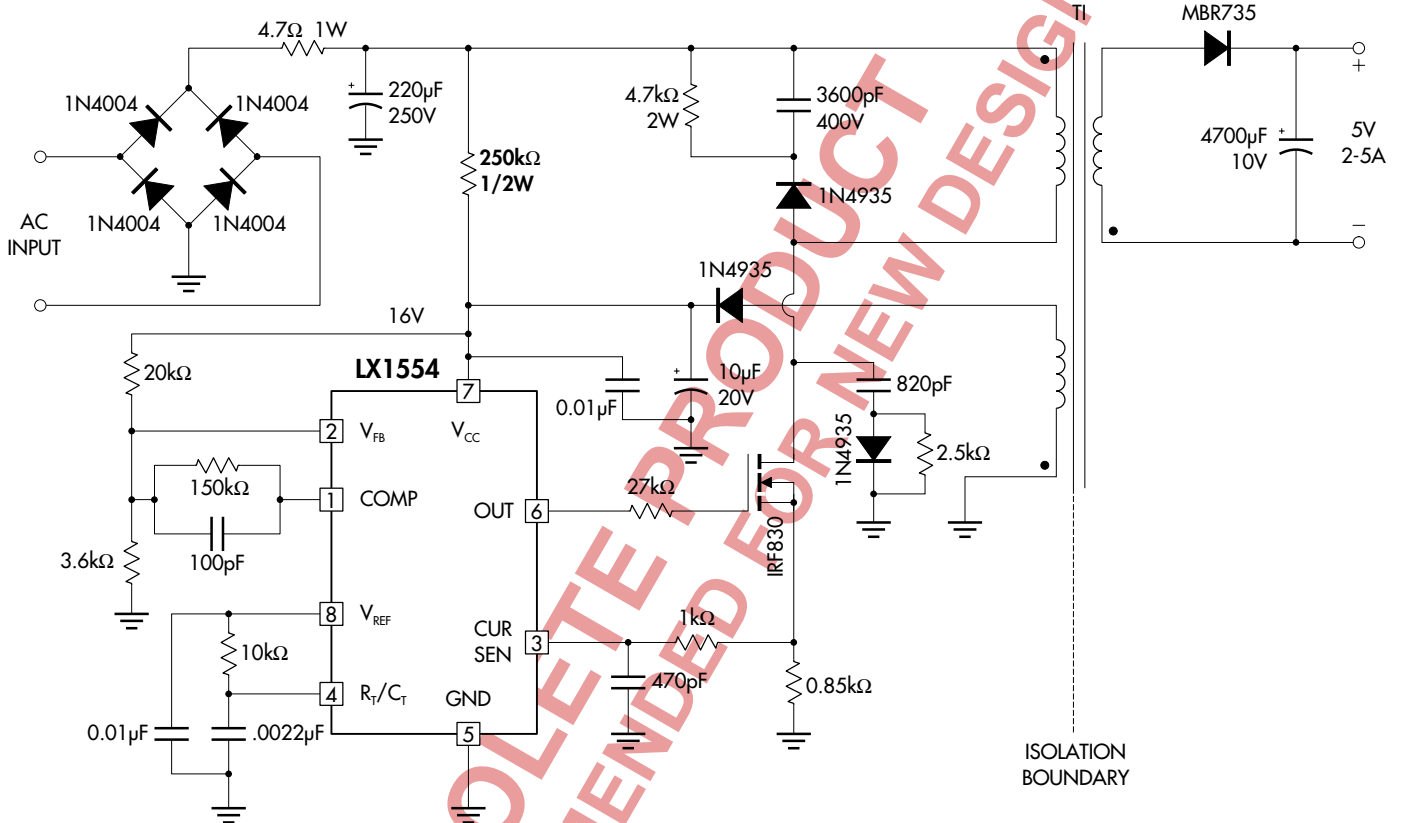 4.7Ω 1W
TI
MBR735
+
1N4004
1N4004
+
220µF
250V
4.7kΩ
2W
3600pF
400V
4700µF
10V
+
5V
2-5A
250kΩ
1/2W
1N4935
1N4004
1N4004
AC
INPUT
–
1N4935
16V
20kΩ
LX1554
7
VCC
0.01µF
+
10µF
20V
820pF
2
VFB
1N4935
2.5kΩ
150kΩ
1
COMP
OUT
6
27kΩ
IRF830
100pF
3.6kΩ
8
VREF
CUR
SEN
3
1kΩ
10kΩ
4
RT/CT
GND
470pF
0.85kΩ
0.01µF
.0022µF
5
ISOLATION
BOUNDARY
OLETE PRODUCT
ENDED FOR NEW DESIG